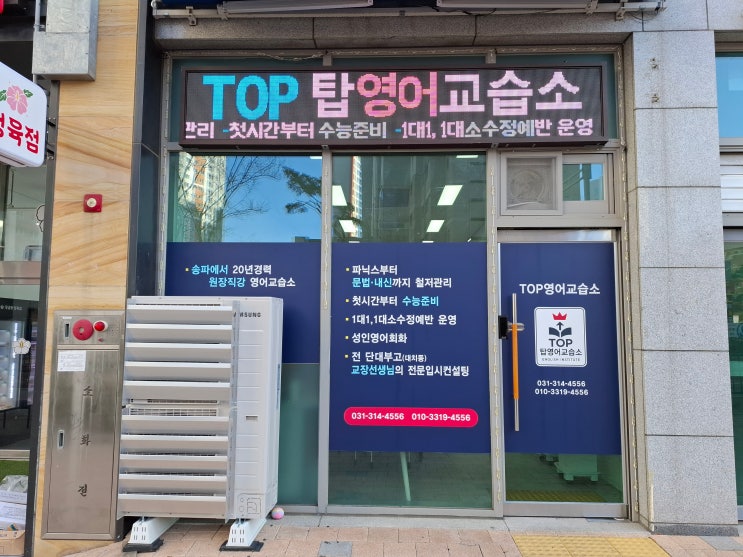 TOP 탑영어교습소
관리 -첫시간부터 수능준비 -1대1, 1대소수정예반 운영
육점
송파에서 20년경력
원장직강 영어교습소
파닉스부터
문법·내신까지 철저관리
첫시간부터 수능준비
1대1,1대소수정예반 운영
성인영어회화
전 단대부고(대치동)
교장선생님의 전문입시컨설팅
031-314-4556 010-3319-4556
TOP영어교습소
TOP
탑영어교습소
ENGLISH INSTITUTE
031-314-4556
010-3319-4556
SAMSUNG
소화전